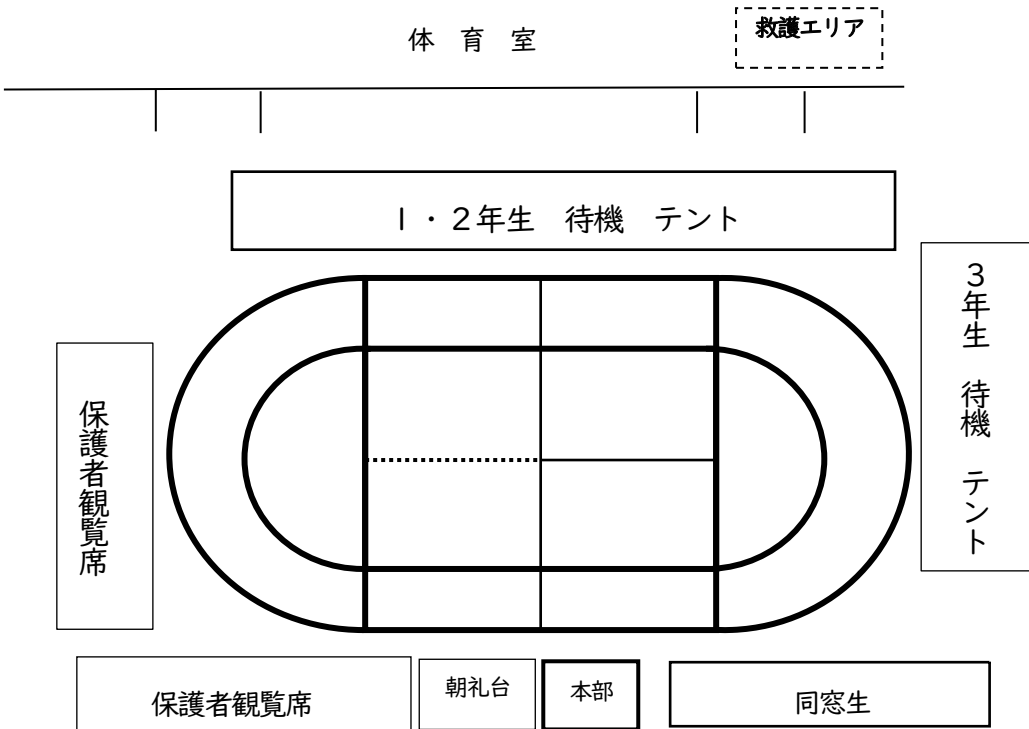 体 育 室
救護エリア
1・2年生 待機 テント
3年生 待機 テント
保護者観覧席
保護者観覧席
朝礼台
本部
同窓生